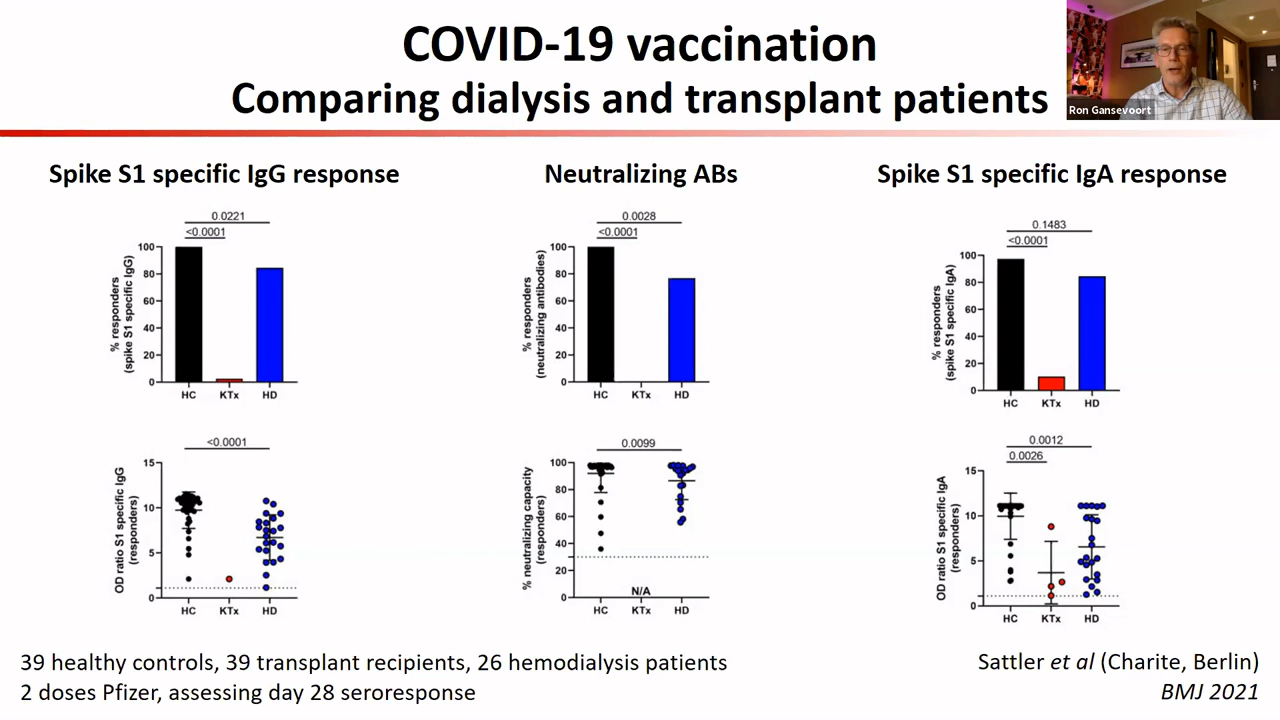 COVID-19 vaccination
Comparing dialysis and transplant patients
Ron Gansevoort
Spike S1 specific IgG response
Neutralizing ABs
Spike S1 specific IgA response
0.0221
<0.0001
% responders
(spike S1 specific IgG)
100
80
60
40
20
0
HC KTx HD
0.0028
<0.0001
% responders
(neutralizing antibodies)
100
80
60
40
20
0
HC KTx HD
0.1483
<0.0001
% responders
(spike S1 specific IgA)
100
80
60
40
20
0
HC KTx HD
<0.0001
OD ratio S1 specific IgG
(responders)
15
10
5
0
HC KTx HD
0.0099
% neutralizing capacity
(responders)
100
80
60
40
20
0
N/A
HC KTx HD
0.0012
0.0026
OD ratio S1 specific IgA
(responders)
15
10
5
0
HC KTx HD
39 healthy controls, 39 transplant recipients, 26 hemodialysis patients
2 doses Pfizer, assessing day 28 seroresponse
Sattler et al (Charite, Berlin)
BMJ 2021